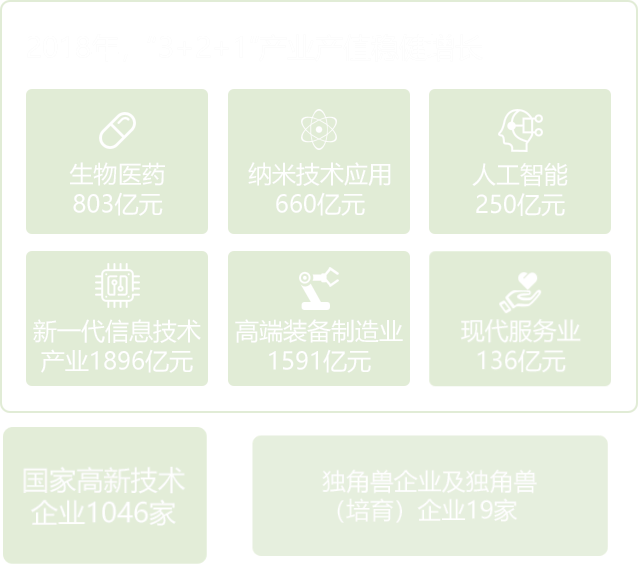 生物医药
803亿元
纳米技术应用
660亿元
人工智能
250亿元
新一代信息技术
产业1896亿元
高端装备制造业
1591亿元
现代服务业
136亿元
国家高新技术
企业1046家
独角兽企业及独角兽
（培育）企业19家